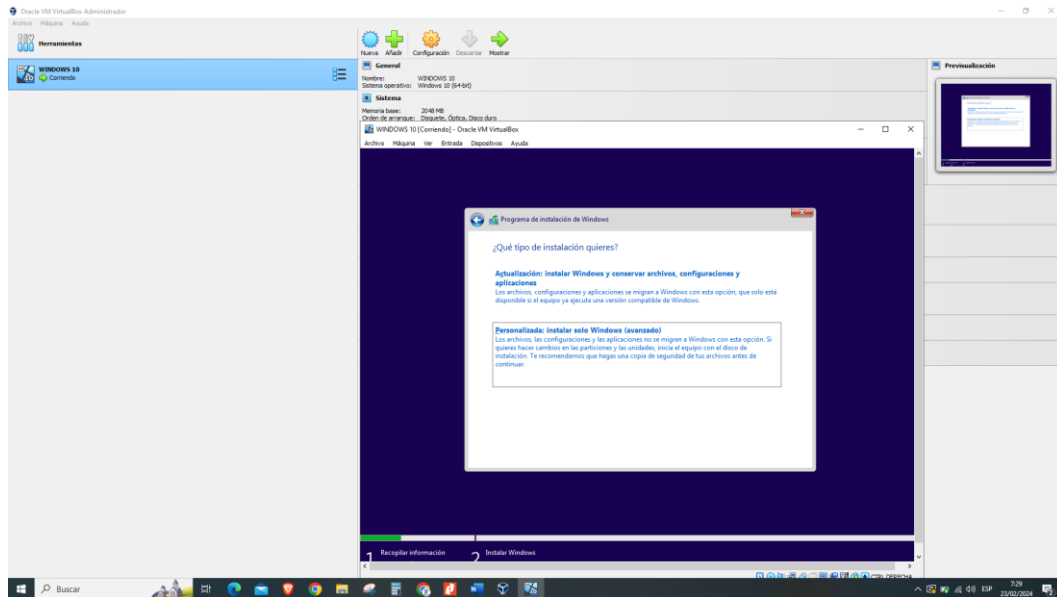 Oracle VM VirtualBox Administrador
Archivo Máquina Ayuda
Herramientas
Nueva Añadir Configuración Descartar Mostrar
WINDOWS 10
Corriendo
General
Nombre: WINDOWS 10
Sistema operativo: Windows 10 (64-bit)
Sistema
Memoria base: 2048 MB
Orden de arranque: Disquete, Óptica, Disco duro
Previsualización
WINDOWS 10 [Corriendo] - Oracle VM VirtualBox
Archivo Máquina Ver Entrada Dispositivos Ayuda
Programa de instalación de Windows
¿Qué tipo de instalación quieres?
Actualización: instalar Windows y conservar archivos, configuraciones y
aplicaciones
Los archivos, configuraciones y aplicaciones se migran a Windows con esta opción, que solo está
disponible si el equipo ya ejecuta una versión compatible de Windows.
Personalizada: instalar solo Windows (avanzado)
Los archivos, las configuraciones y las aplicaciones no se migran a Windows con esta opción. Si
quieres hacer cambios en las particiones y las unidades, inicia el equipo con el disco de
instalación. Te recomendamos que hagas una copia de seguridad de tus archivos antes de
continuar.
1 Recopilar información 2 Instalar Windows
CTRL DERECHA
Buscar
ESP
7:29
23/02/2024